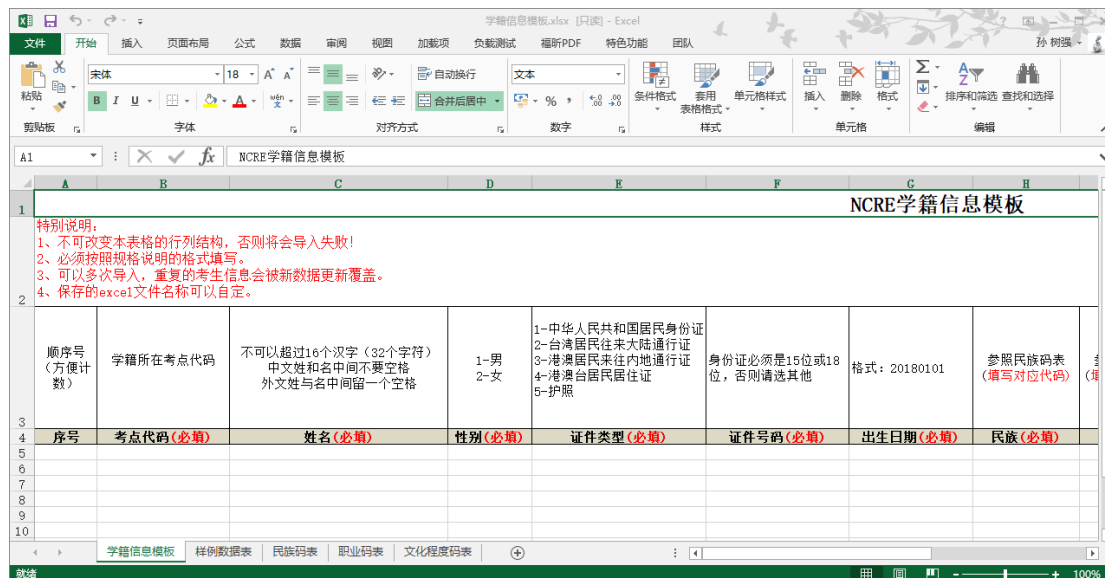 学籍信息模板.xlsx [只读] - Excel
文件 开始 插入 页面布局 公式 数据 审阅 视图 加载项 负载测试 福昕PDF 特色功能 团队 孙 树强
宋体 18 自动换行 文本
粘贴 B I U 合并后居中 % 条件格式 套用 表格格式 单元格样式 插入 删除 格式 排序和筛选 查找和选择
剪贴板 字体 对齐方式 数字 样式 单元格 编辑
A1 fx NCRE学籍信息模板
A B C D E F G H
1 NCRE学籍信息模板
特别说明:
1、不可改变本表格的行列结构，否则将会导入失败！
2、必须按照规格说明的格式填写。
3、可以多次导入，重复的考生信息会被新数据更新覆盖。
4、保存的excel文件名称可以自定。
2
顺序号
（方便计
数）
学籍所在考点代码
不可以超过16个汉字（32个字符）
中文姓和名中间不要空格
外文姓与名中间留一个空格
1-男
2-女
1-中华人民共和国居民身份证
2-台湾居民往来大陆通行证
3-港澳居民来往内地通行证
4-港澳台居民居住证
5-护照
身份证必须是15位或18
位，否则请选其他
格式：20180101
参照民族码表
（填写对应代码）
3
4 序号 考点代码(必填) 姓名(必填) 性别(必填) 证件类型(必填) 证件号码(必填) 出生日期(必填) 民族(必填)
5
6
7
8
9
10
学籍信息模板 样例数据表 民族码表 职业码表 文化程度码表
就绪 100%